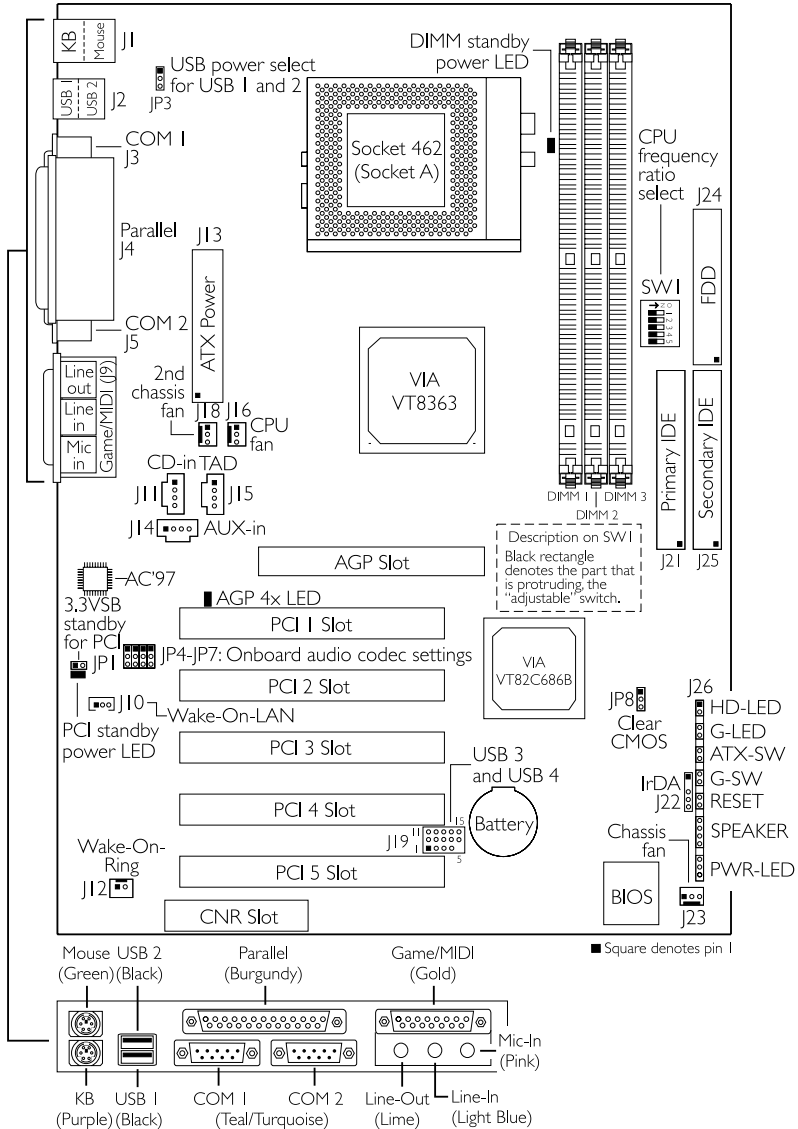 KB
Mouse
J1
USB power select
for USB 1 and 2
JP3
USB 1
USB 2
J2
COM 1
J3
Parallel
J4
COM 2
J5
J13
ATX Power
DIMM standby
power LED
Socket 462
(Socket A)
CPU
frequency
ratio
select
J24
SW1
ON
1
2
3
4
5
FDD
VIA
VT8363
2nd
chassis
fan
J18
J16
CPU
fan
Line
out
Line
in
Mic
in
Game/MIDI (J9)
CD-in
TAD
J11
J15
J14
AUX-in
DIMM 1
DIMM 3
DIMM 2
Primary IDE
Secondary IDE
J21
J25
Description on SW1
Black rectangle
denotes the part that
is protruding, the
"adjustable" switch.
AGP Slot
AC'97
AGP 4x LED
3.3VSB
standby
for PCI
JP1
PCI 1 Slot
JP4-JP7: Onboard audio codec settings
PCI 2 Slot
VIA
VT82C686B
J10
Wake-On-LAN
PCI standby
power LED
PCI 3 Slot
JP8
Clear
CMOS
J26
HD-LED
G-LED
ATX-SW
G-SW
RESET
SPEAKER
PWR-LED
IrDA
J22
USB 3
and USB 4
PCI 4 Slot
Battery
J19
11
15
1
5
Chassis
fan
Wake-On-
Ring
J12
PCI 5 Slot
BIOS
J23
CNR Slot
Square denotes pin 1
Mouse
(Green)
USB 2
(Black)
Parallel
(Burgundy)
Game/MIDI
(Gold)
Mic-In
(Pink)
KB
(Purple)
USB 1
(Black)
COM 1
COM 2
(Teal/Turquoise)
Line-Out
(Lime)
Line-In
(Light Blue)